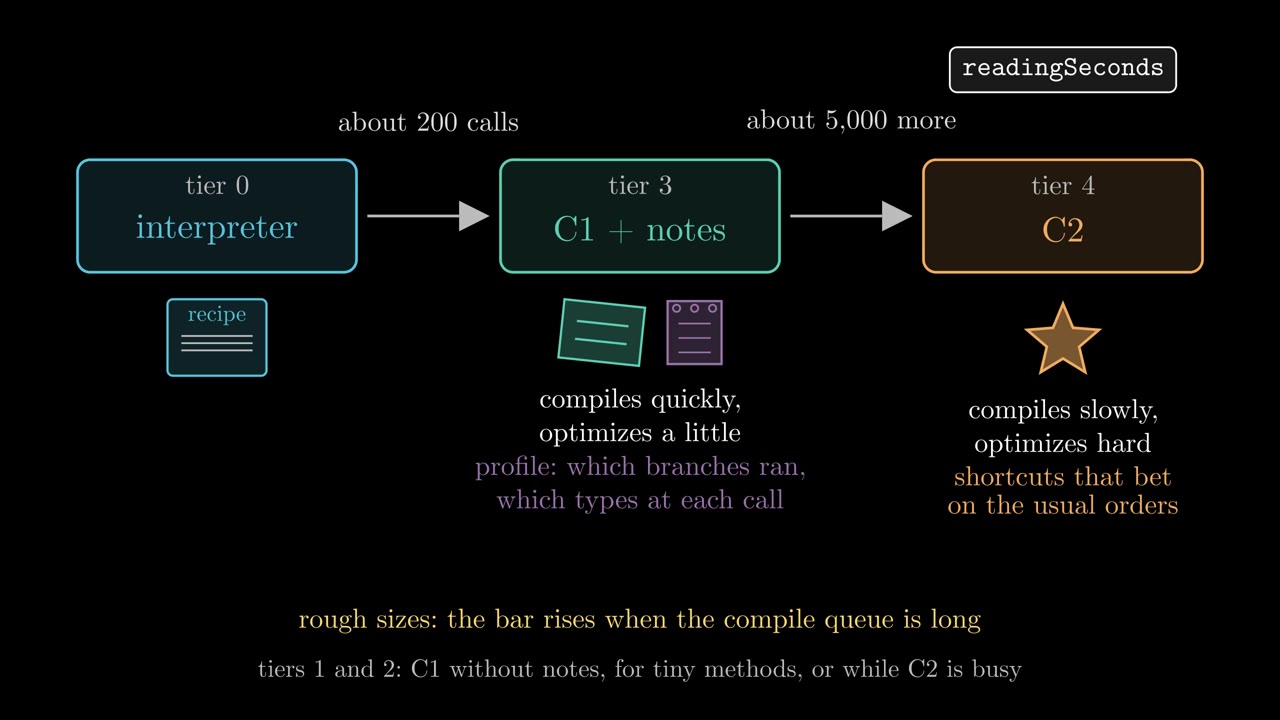 readingSeconds
about 200 calls
about 5,000 more
tier 0
interpreter
tier 3
C1 + notes
tier 4
C2
recipe
compiles quickly,
optimizes a little
profile: which branches ran,
which types at each call
compiles slowly,
optimizes hard
shortcuts that bet
on the usual orders
rough sizes: the bar rises when the compile queue is long
tiers 1 and 2: C1 without notes, for tiny methods, or while C2 is busy